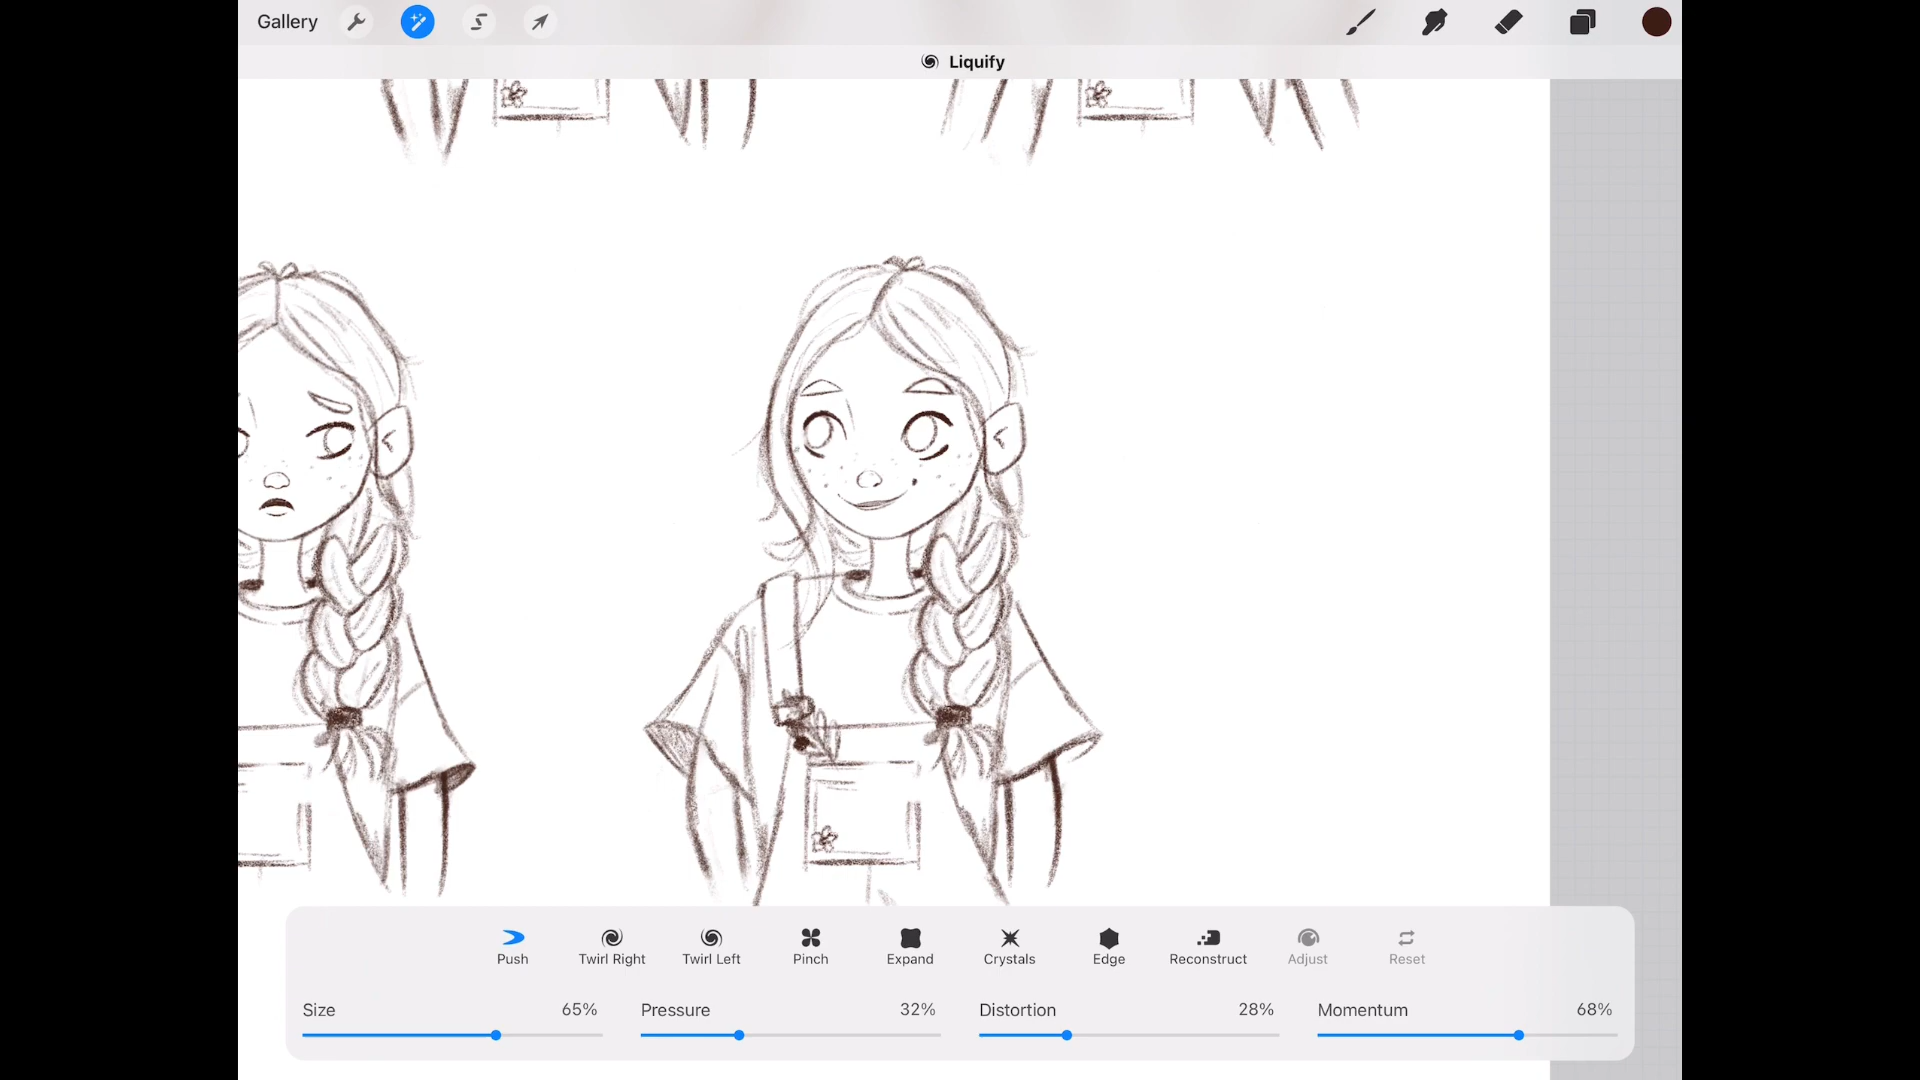 Gallery
Liquify
Push Twirl Right Twirl Left Pinch Expand Crystals Edge Reconstruct Adjust Reset
Size 65% Pressure 32% Distortion 28% Momentum 68%